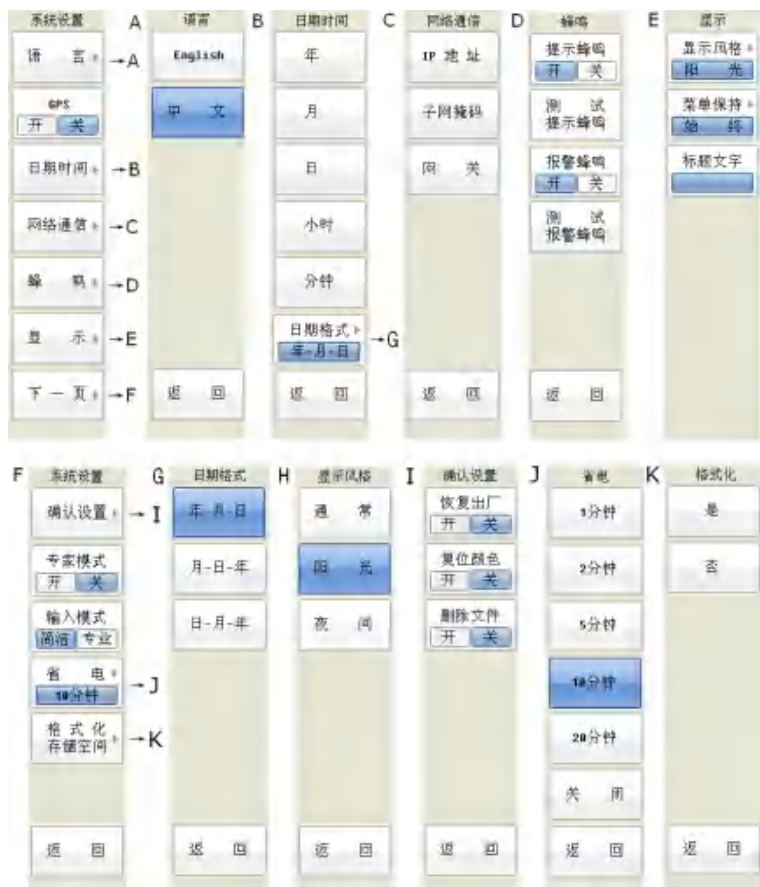 系统设置
语 言
→A
GPS
开 关
日期时间
→B
网络通信
→C
蜂 鸣
→D
显 示
→E
下一页
→F
A
语言
English
中 文
返 回
B
日期时间
年
月
日
小时
分钟
日期格式
年-月-日
→G
返 回
C
网络通信
IP 地 址
子网掩码
网 关
返 回
D
蜂鸣
提示蜂鸣
开 关
测 试
提示蜂鸣
报警蜂鸣
开 关
测 试
报警蜂鸣
返 回
E
显示
显示风格
阳 光
菜单保持
始 终
标题文字
F
系统设置
确认设置
→I
专家模式
开 关
输入模式
简洁 专业
省 电
10分钟
→J
格 式 化
存储空间
→K
返 回
G
日期格式
年-月-日
月-日-年
日-月-年
返 回
H
显示风格
通 常
阳 光
夜 间
返 回
I
确认设置
恢复出厂
开 关
复位颜色
开 关
删除文件
开 关
返 回
J
省电
1分钟
2分钟
5分钟
10分钟
20分钟
关 闭
返 回
K
格式化
是
否
返 回